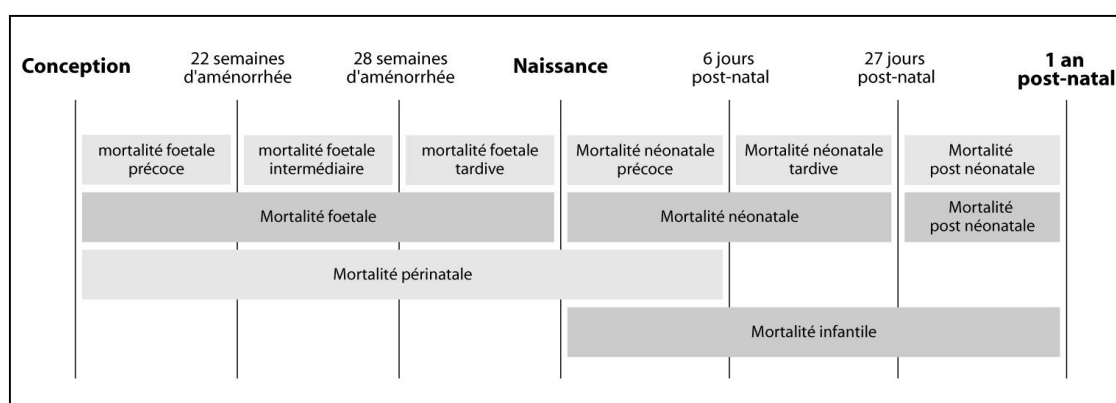 Conception
22 semaines
d'aménorrhée
28 semaines
d'aménorrhée
Naissance
6 jours
post-natal
27 jours
post-natal
1 an
post-natal
mortalité foetale
précoce
mortalité foetale
intermédiaire
mortalité foetale
tardive
Mortalité néonatale
précoce
Mortalité néonatale
tardive
Mortalité
post néonatale
Mortalité foetale
Mortalité néonatale
Mortalité
post néonatale
Mortalité périnatale
Mortalité infantile